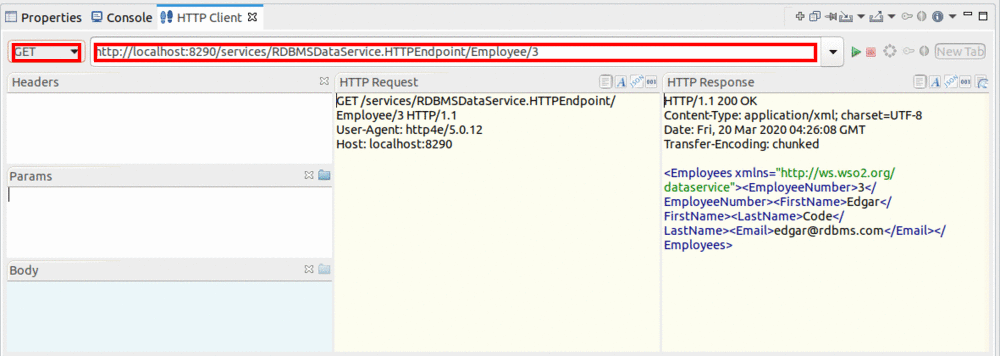 Properties Console HTTP Client
GET http://localhost:8290/services/RDBMSDataService.HTTPEndpoint/Employee/3 New Tab
Headers
Params
Body
HTTP Request
GET /services/RDBMSDataService.HTTPEndpoint/
Employee/3 HTTP/1.1
User-Agent: http4e/5.0.12
Host: localhost:8290
HTTP Response
HTTP/1.1 200 OK
Content-Type: application/xml; charset=UTF-8
Date: Fri, 20 Mar 2020 04:26:08 GMT
Transfer-Encoding: chunked
<Employees xmlns="http://ws.wso2.org/
dataservice"><EmployeeNumber>3</
EmployeeNumber><FirstName>Edgar</
FirstName><LastName>Code</
LastName><Email>edgar@rdbms.com</Email></
Employees>